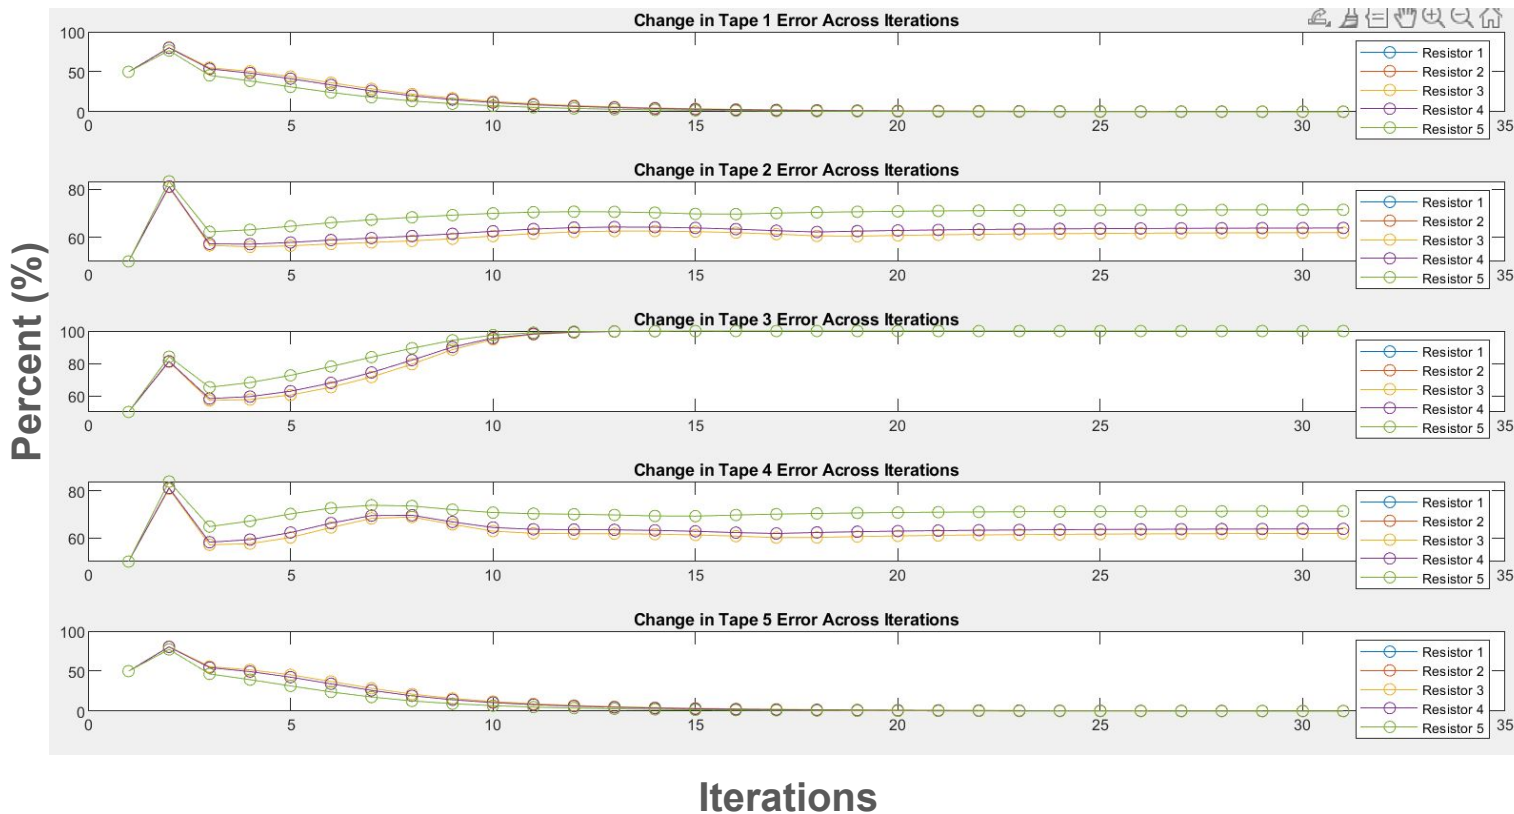 Change in Tape 1 Error Across Iterations
100
50
0
0 5 10 15 20 25 30 35
Resistor 1
Resistor 2
Resistor 3
Resistor 4
Resistor 5
Change in Tape 2 Error Across Iterations
80
60
0 5 10 15 20 25 30 35
Resistor 1
Resistor 2
Resistor 3
Resistor 4
Resistor 5
Percent (%)
Change in Tape 3 Error Across Iterations
100
80
60
0 5 10 15 20 25 30 35
Resistor 1
Resistor 2
Resistor 3
Resistor 4
Resistor 5
Change in Tape 4 Error Across Iterations
80
60
0 5 10 15 20 25 30 35
Resistor 1
Resistor 2
Resistor 3
Resistor 4
Resistor 5
Change in Tape 5 Error Across Iterations
100
50
0
0 5 10 15 20 25 30 35
Resistor 1
Resistor 2
Resistor 3
Resistor 4
Resistor 5
Iterations